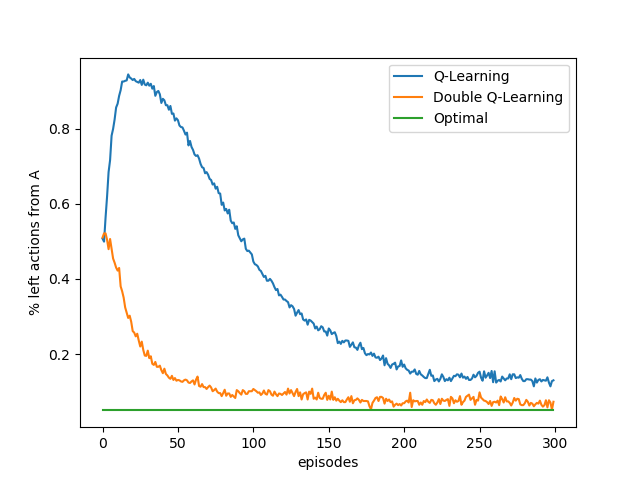 Q-Learning
Double Q-Learning
Optimal
% left actions from A
0.8
0.6
0.4
0.2
0 50 100 150 200 250 300
episodes